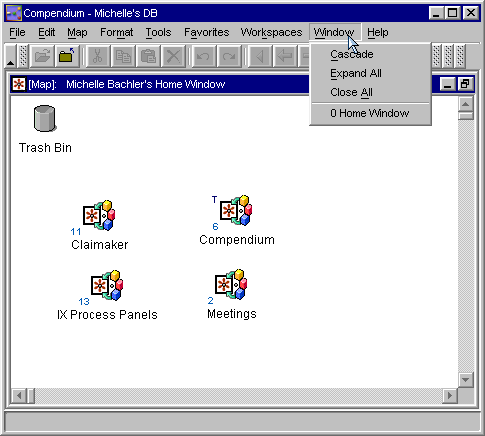 Compendium - Michelle's DB
File Edit Map Format Tools Favorites Workspaces Window Help
Cascade
Expand All
Close All
0 Home Window
[Map]: Michelle Bachler's Home Window
Trash Bin
11
Claimaker
T
6
Compendium
13
IX Process Panels
2
Meetings